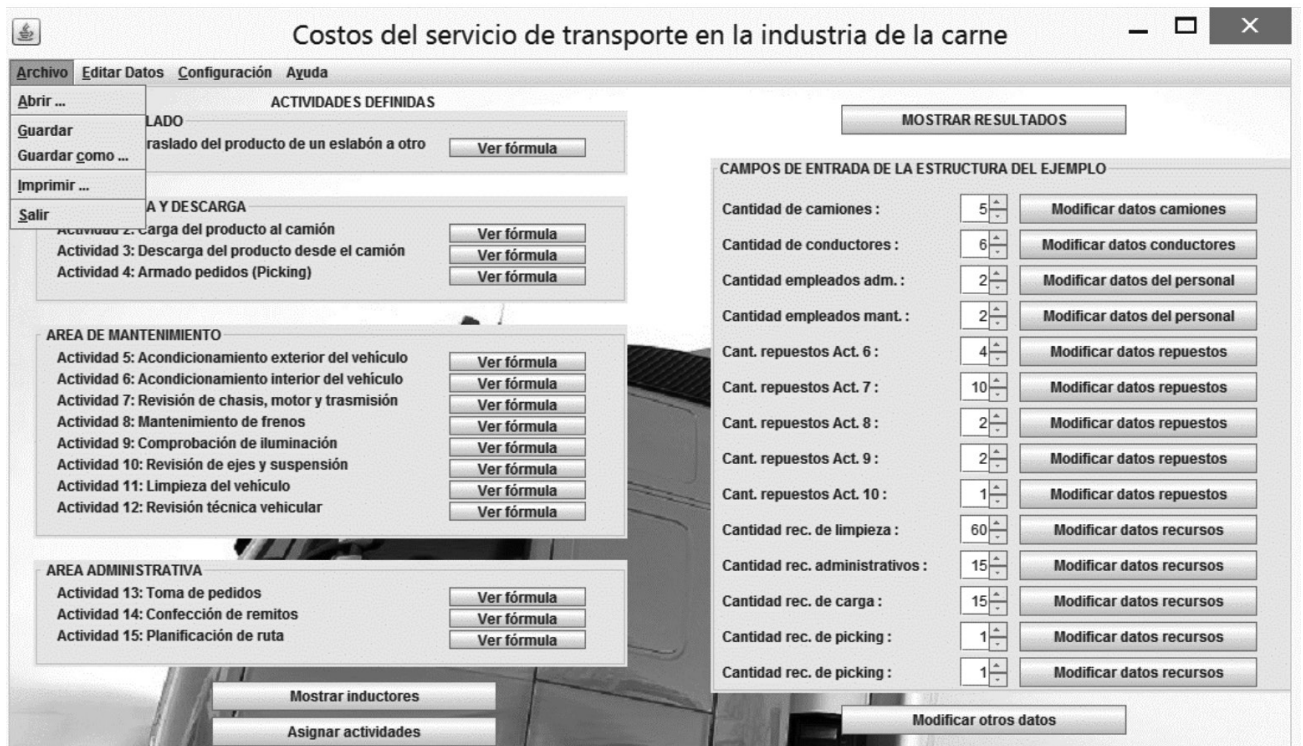 Costos del servicio de transporte en la industria de la carne
Archivo Editar Datos Configuración Ayuda
Abrir ...
Guardar
Guardar como ...
Imprimir ...
Salir
ACTIVIDADES DEFINIDAS
LADO
raslado del producto de un eslabón a otro Ver fórmula
A Y DESCARGA
Actividad 2: Carga del producto al camión Ver fórmula
Actividad 3: Descarga del producto desde el camión Ver fórmula
Actividad 4: Armado pedidos (Picking) Ver fórmula
AREA DE MANTENIMIENTO
Actividad 5: Acondicionamiento exterior del vehículo Ver fórmula
Actividad 6: Acondicionamiento interior del vehículo Ver fórmula
Actividad 7: Revisión de chasis, motor y trasmisión Ver fórmula
Actividad 8: Mantenimiento de frenos Ver fórmula
Actividad 9: Comprobación de iluminación Ver fórmula
Actividad 10: Revisión de ejes y suspensión Ver fórmula
Actividad 11: Limpieza del vehículo Ver fórmula
Actividad 12: Revisión técnica vehicular Ver fórmula
AREA ADMINISTRATIVA
Actividad 13: Toma de pedidos Ver fórmula
Actividad 14: Confección de remitos Ver fórmula
Actividad 15: Planificación de ruta Ver fórmula
Mostrar inductores
Asignar actividades
MOSTRAR RESULTADOS
CAMPOS DE ENTRADA DE LA ESTRUCTURA DEL EJEMPLO
Cantidad de camiones : 5 Modificar datos camiones
Cantidad de conductores : 6 Modificar datos conductores
Cantidad empleados adm. : 2 Modificar datos del personal
Cantidad empleados mant. : 2 Modificar datos del personal
Cant. repuestos Act. 6 : 4 Modificar datos repuestos
Cant. repuestos Act. 7 : 10 Modificar datos repuestos
Cant. repuestos Act. 8 : 2 Modificar datos repuestos
Cant. repuestos Act. 9 : 2 Modificar datos repuestos
Cant. repuestos Act. 10 : 1 Modificar datos repuestos
Cantidad rec. de limpieza : 60 Modificar datos recursos
Cantidad rec. administrativos : 15 Modificar datos recursos
Cantidad rec. de carga : 15 Modificar datos recursos
Cantidad rec. de picking : 1 Modificar datos recursos
Cantidad rec. de picking : 1 Modificar datos recursos
Modificar otros datos